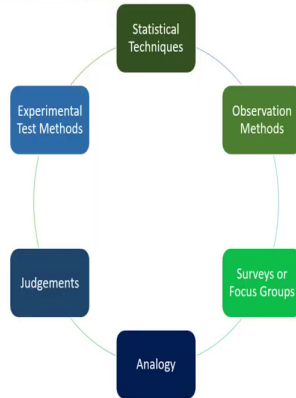 Statistical
Techniques
Observation
Methods
Surveys or
Focus Groups
Analogy
Judgements
Experimental
Test Methods